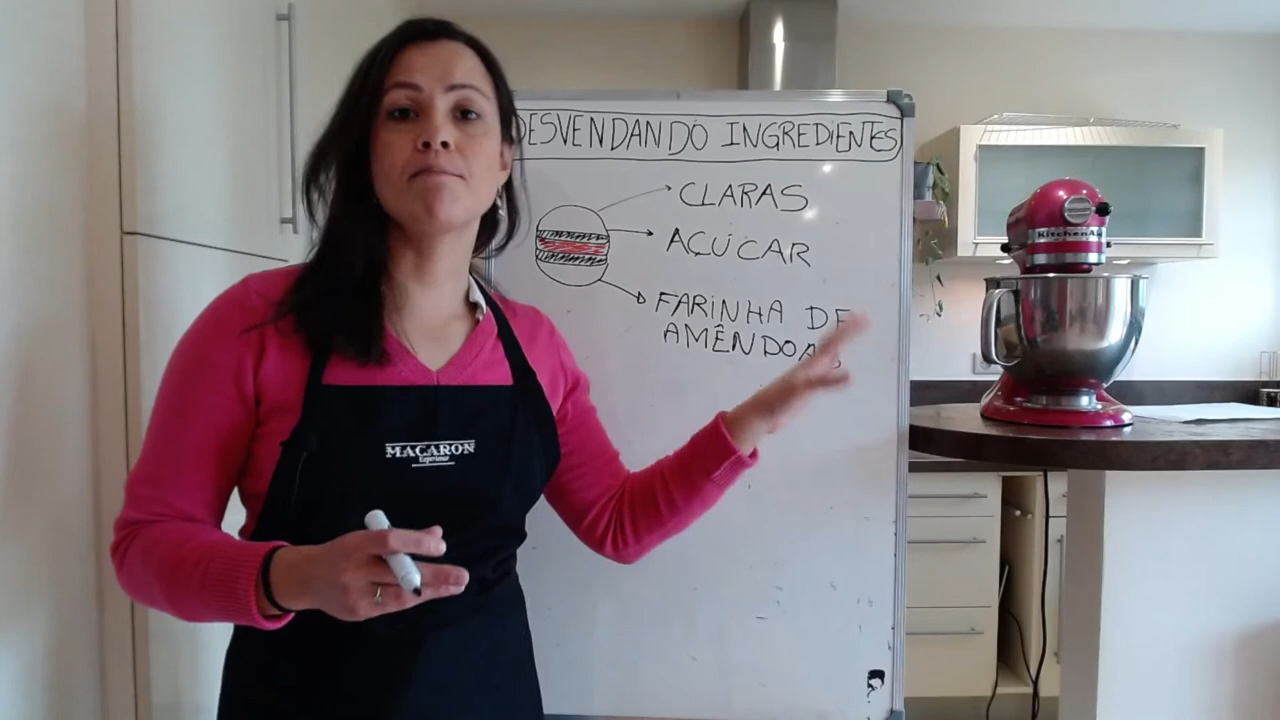 DESVENDANDO INGREDIENTES
CLARAS
AÇÚCAR
FARINHA DE
AMÊNDOAS
MACARON
KitchenAid